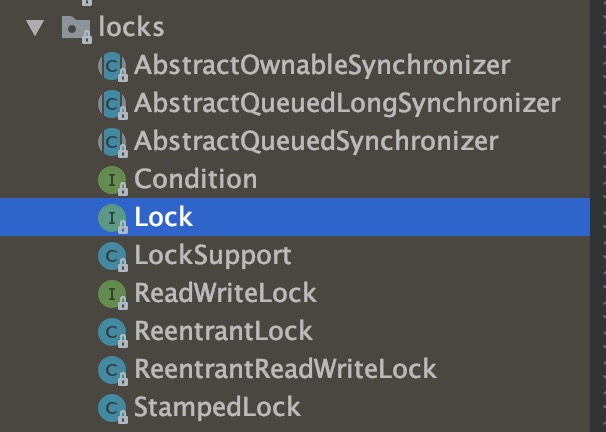 locks
AbstractOwnableSynchronizer
AbstractQueuedLongSynchronizer
AbstractQueuedSynchronizer
Condition
Lock
LockSupport
ReadWriteLock
ReentrantLock
ReentrantReadWriteLock
StampedLock